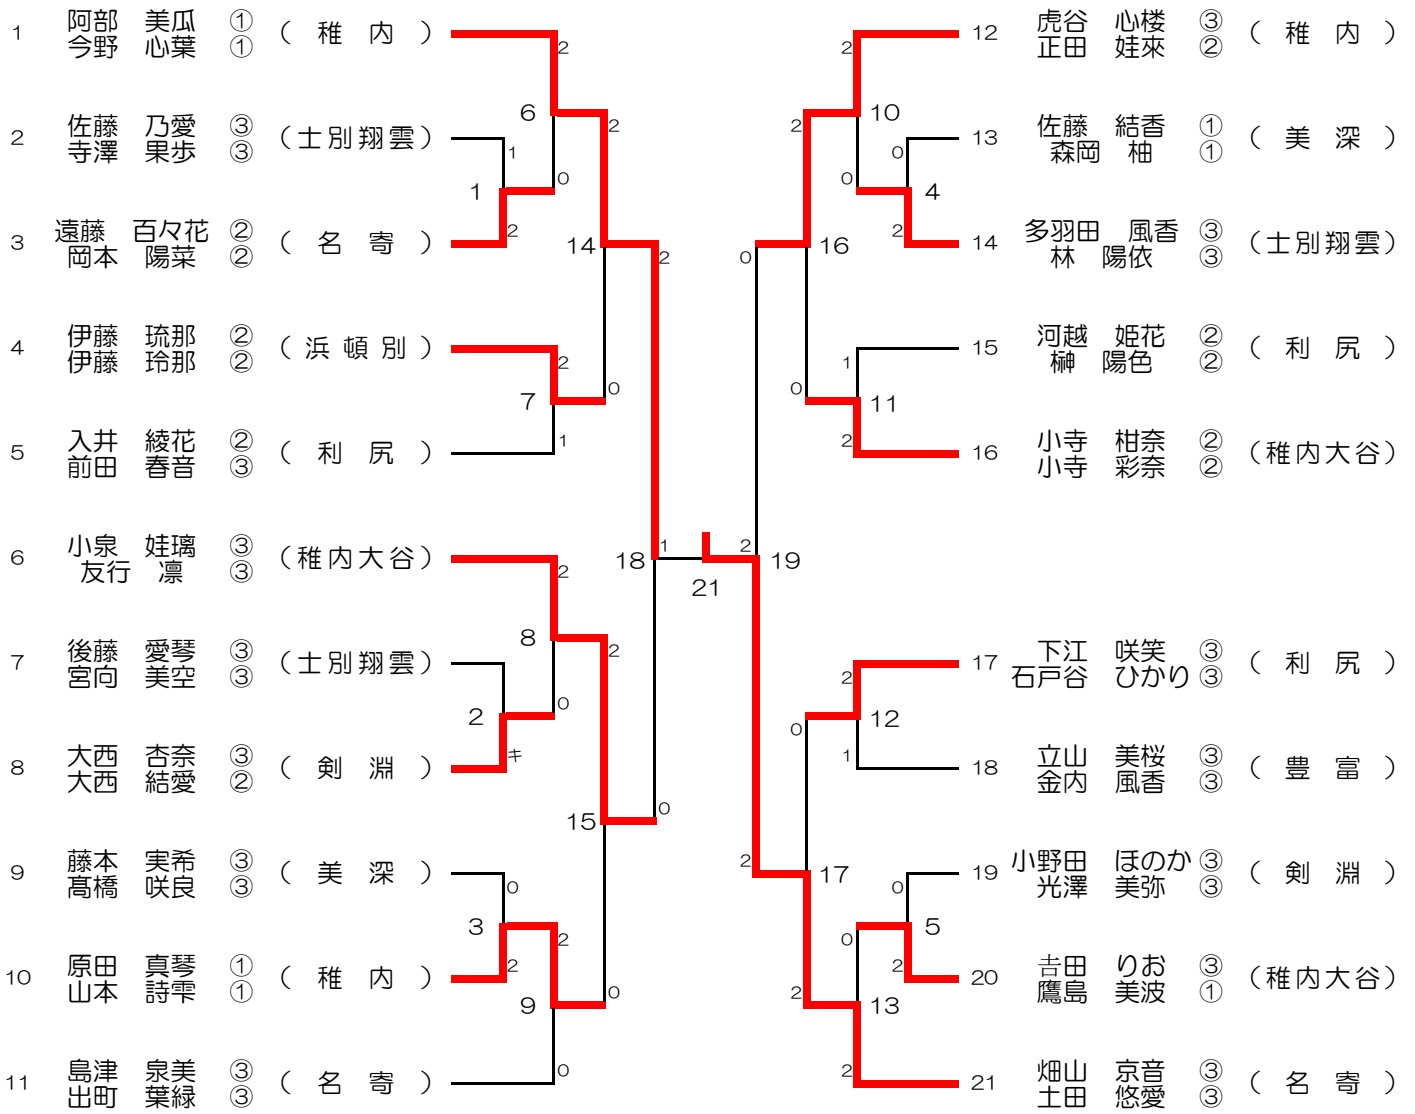 1 阿部 美瓜 ① ( 稚 内 )
今野 心葉 ①
2 佐藤 乃愛 ③ (士別翔雲)
寺澤 果歩 ③
3 遠藤 百々花 ② ( 名 寄 )
岡本 陽菜 ②
4 伊藤 琉那 ② ( 浜 頓 別 )
伊藤 玲那 ②
5 入井 綾花 ② ( 利 尻 )
前田 春音 ③
6 小泉 娃璃 ③ (稚内大谷)
友行 凛 ③
7 後藤 愛琴 ③ (士別翔雲)
宮向 美空 ③
8 大西 杏奈 ③ ( 剣 淵 )
大西 結愛 ②
9 藤本 実希 ③ ( 美 深 )
髙橋 咲良 ③
10 原田 真琴 ① ( 稚 内 )
山本 詩雫 ①
11 島津 泉美 ③ ( 名 寄 )
出町 葉緑 ③
2
6
2
1
1
0
2
14
2
2
7
0
1
18
1
2
8
2
2
0
キ
15
0
0
3
2
2
9
0
0
21
2
10
2
0
0
4
2
0
16
1
0
11
2
2
19
2
0
12
1
2
17
0
0
5
2
2
13
2
12 虎谷 心楼 ③ ( 稚 内 )
正田 娃來 ②
13 佐藤 結香 ① ( 美 深 )
森岡 柚 ①
14 多羽田 風香 ③ (士別翔雲)
林 陽依 ③
15 河越 姫花 ② ( 利 尻 )
榊 陽色 ②
16 小寺 柑奈 ② (稚内大谷)
小寺 彩奈 ②
17 下江 咲笑 ③ ( 利 尻 )
石戸谷 ひかり ③
18 立山 美桜 ③ ( 豊 富 )
金内 風香 ③
19 小野田 ほのか ③ ( 剣 淵 )
光澤 美弥 ③
20 𠮷田 りお ③ (稚内大谷)
鷹島 美波 ①
21 畑山 京音 ③ ( 名 寄 )
土田 悠愛 ③